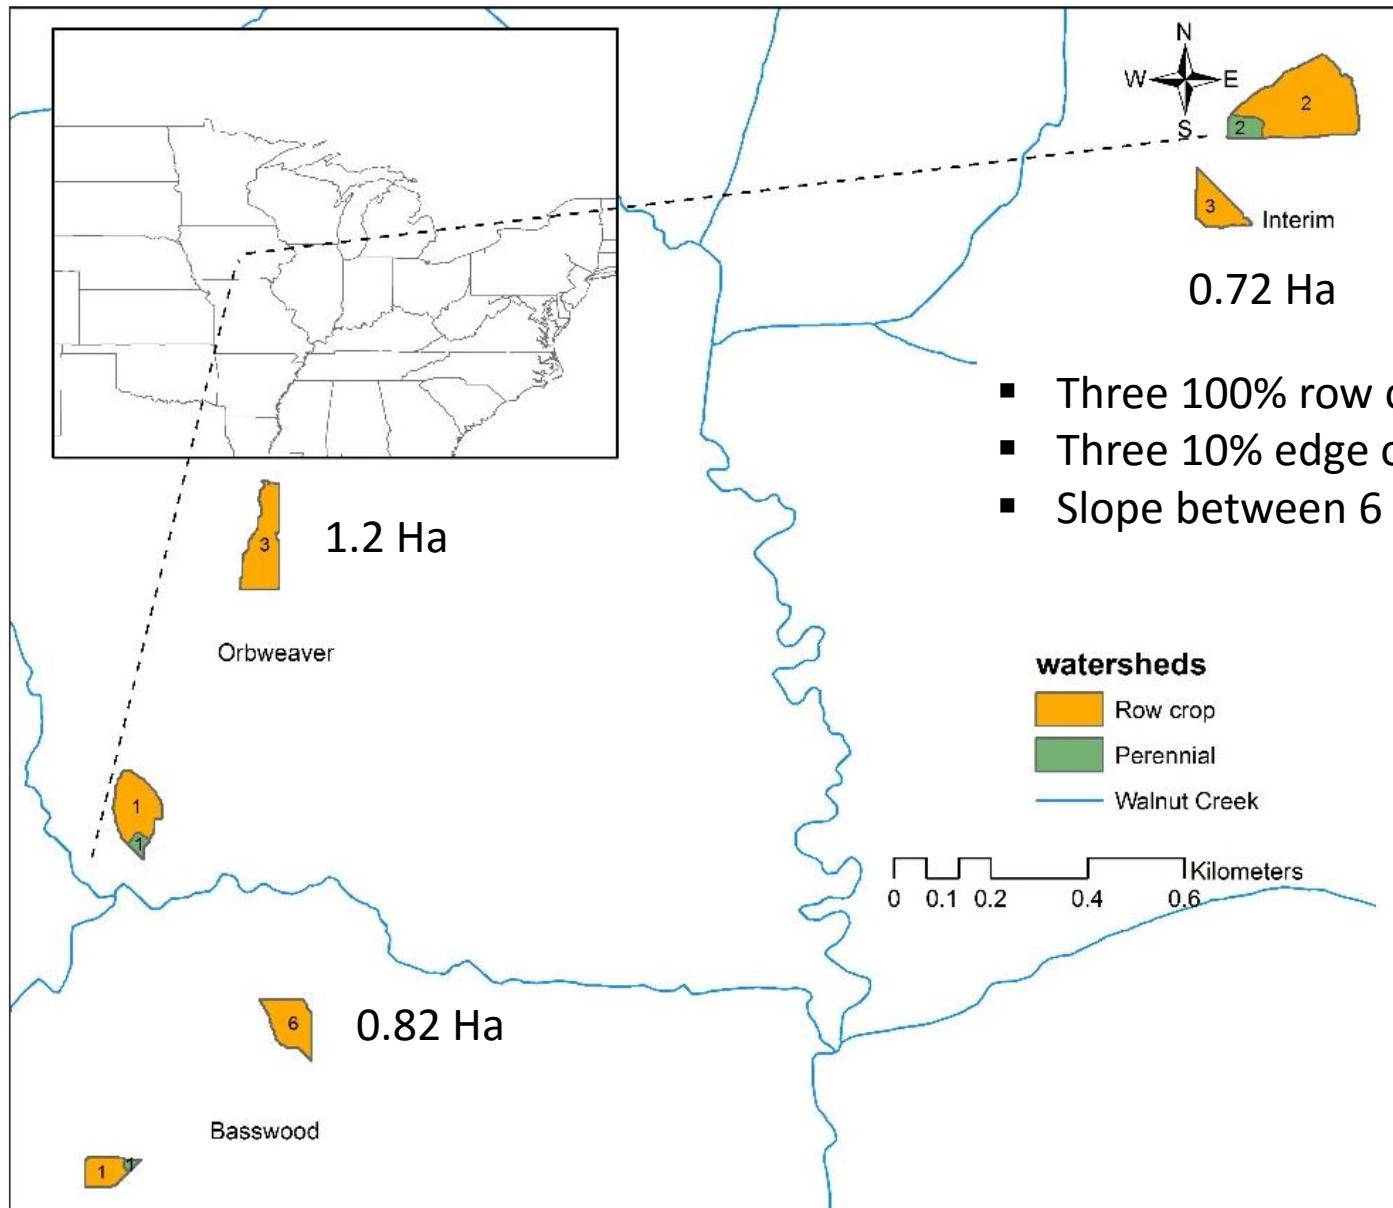 N
W E
S
2
2
3
Interim
0.72 Ha
▪ Three 100% row
▪ Three 10% edge
▪ Slope between 6
3
1.2 Ha
Orbweaver
watersheds
Row crop
Perennial
Walnut Creek
1
1
Kilometers
0 0.1 0.2 0.4 0.6
6
0.82 Ha
Basswood
1
1